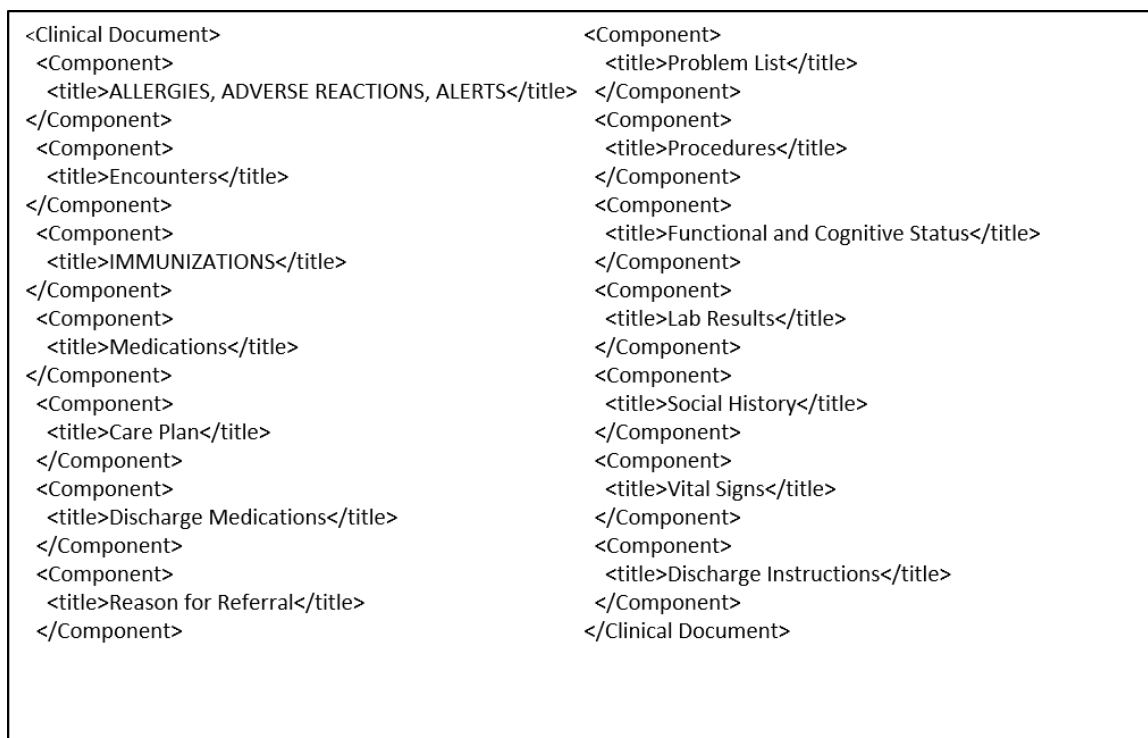 <Clinical Document>
<Component>
<title>ALLERGIES, ADVERSE REACTIONS, ALERTS</title>
</Component>
<Component>
<title>Encounters</title>
</Component>
<Component>
<title>IMMUNIZATIONS</title>
</Component>
<Component>
<title>Medications</title>
</Component>
<Component>
<title>Care Plan</title>
</Component>
<Component>
<title>Discharge Medications</title>
</Component>
<Component>
<title>Reason for Referral</title>
</Component>
<Component>
<title>Problem List</title>
</Component>
<Component>
<title>Procedures</title>
</Component>
<Component>
<title>Functional and Cognitive Status</title>
</Component>
<Component>
<title>Lab Results</title>
</Component>
<Component>
<title>Social History</title>
</Component>
<Component>
<title>Vital Signs</title>
</Component>
<Component>
<title>Discharge Instructions</title>
</Component>
</Clinical Document>